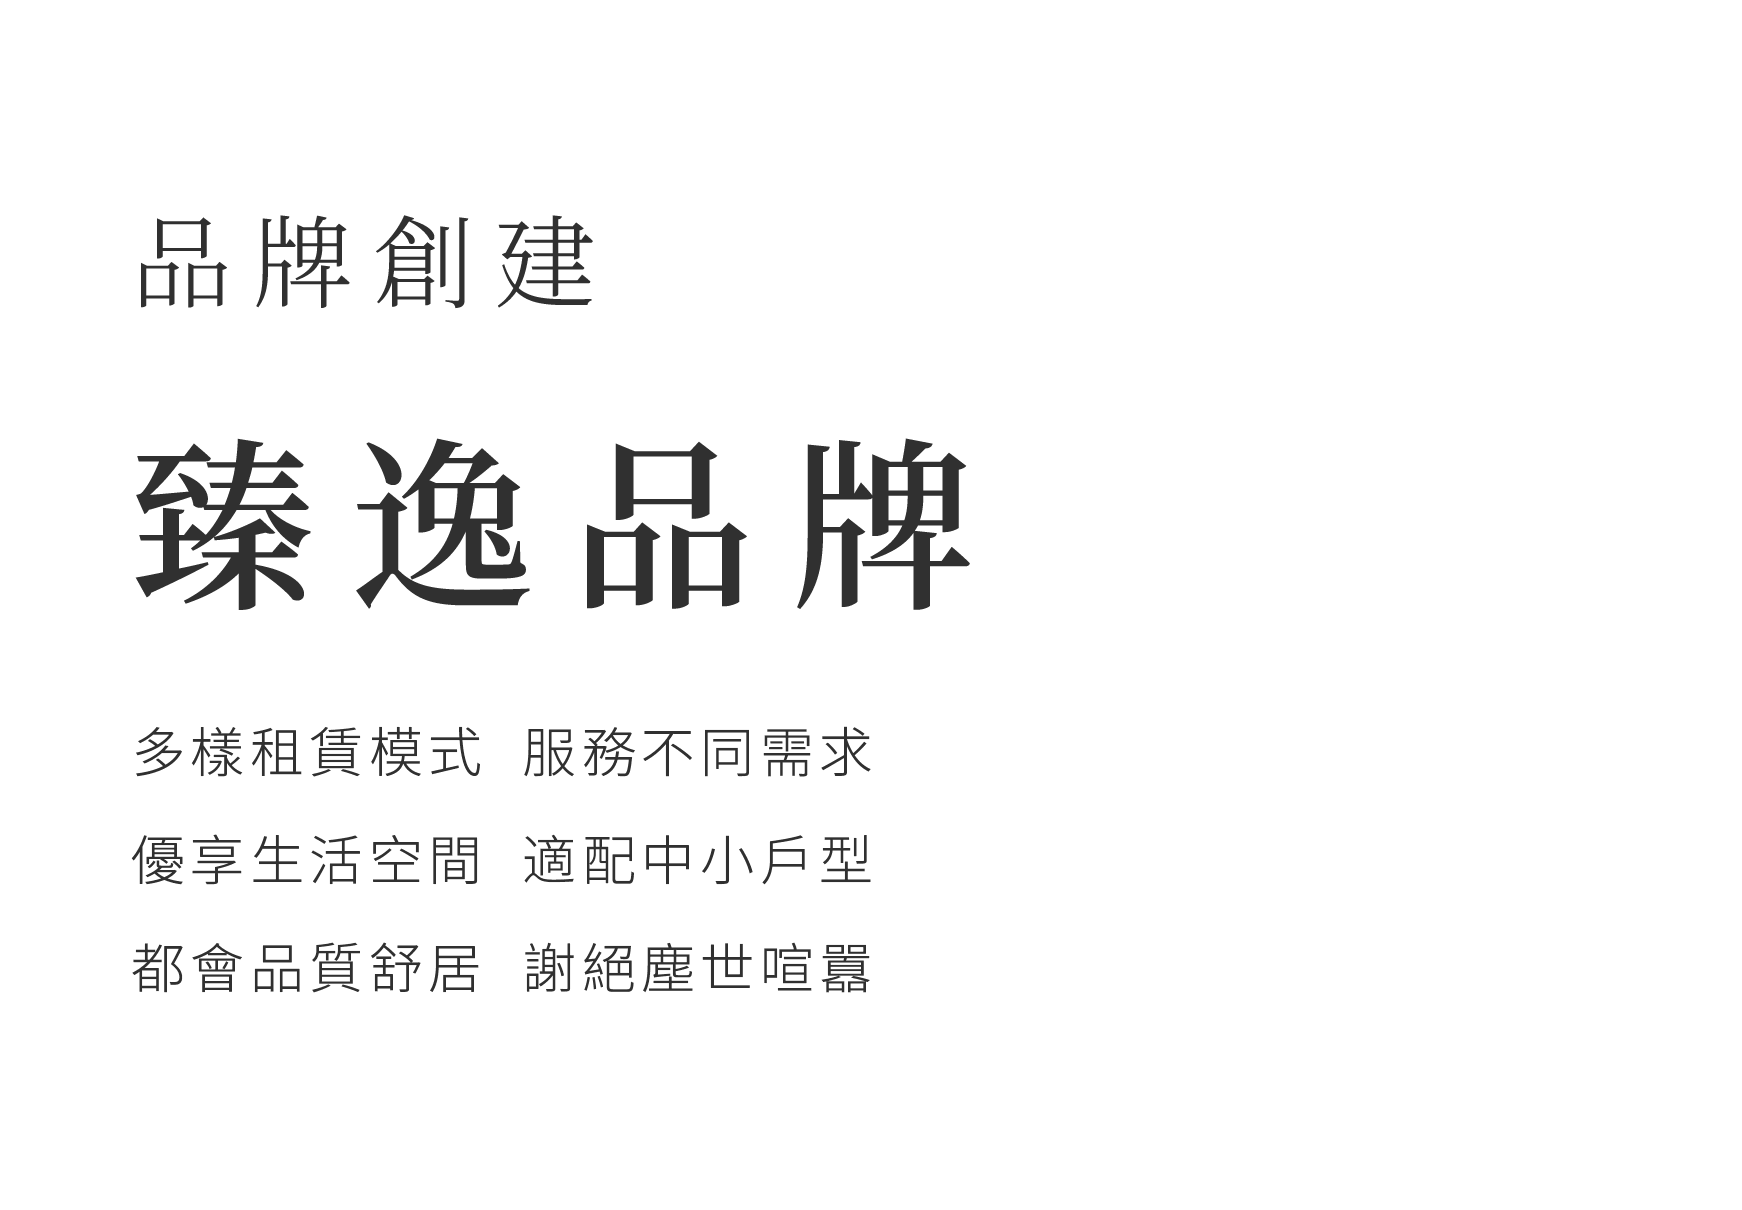 品牌創建
臻逸品牌
多樣租賃模式 服務不同需求
優享生活空間 適配中小戶型
都會品質舒居 謝絕塵世喧囂